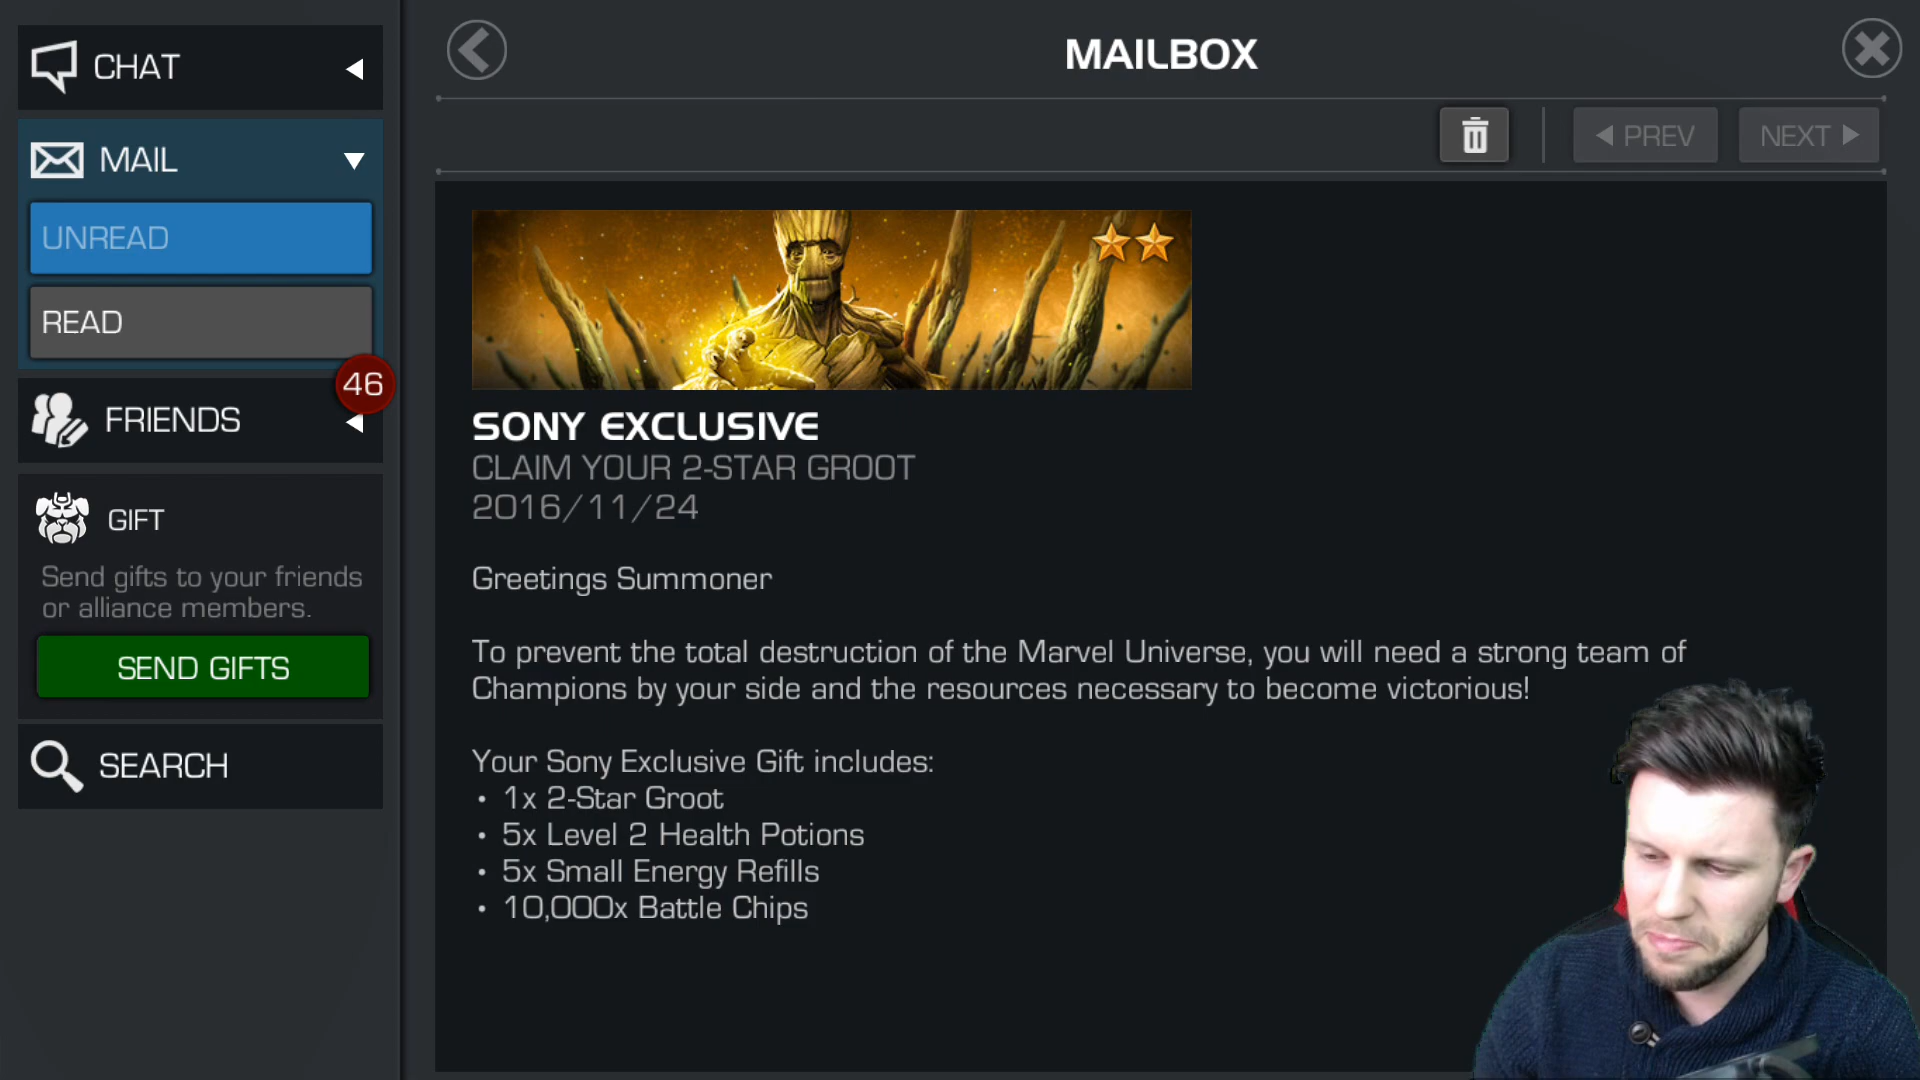 CHAT
MAIL
UNREAD
READ
46
FRIENDS
GIFT
Send gifts to your friends
or alliance members.
SEND GIFTS
SEARCH
MAILBOX
PREV
NEXT
SONY EXCLUSIVE
CLAIM YOUR 2-STAR GROOT
2016/11/24
Greetings Summoner
To prevent the total destruction of the Marvel Universe, you will need a strong team of
Champions by your side and the resources necessary to become victorious!
Your Sony Exclusive Gift includes:
• 1x 2-Star Groot
• 5x Level 2 Health Potions
• 5x Small Energy Refills
• 10,000x Battle Chips